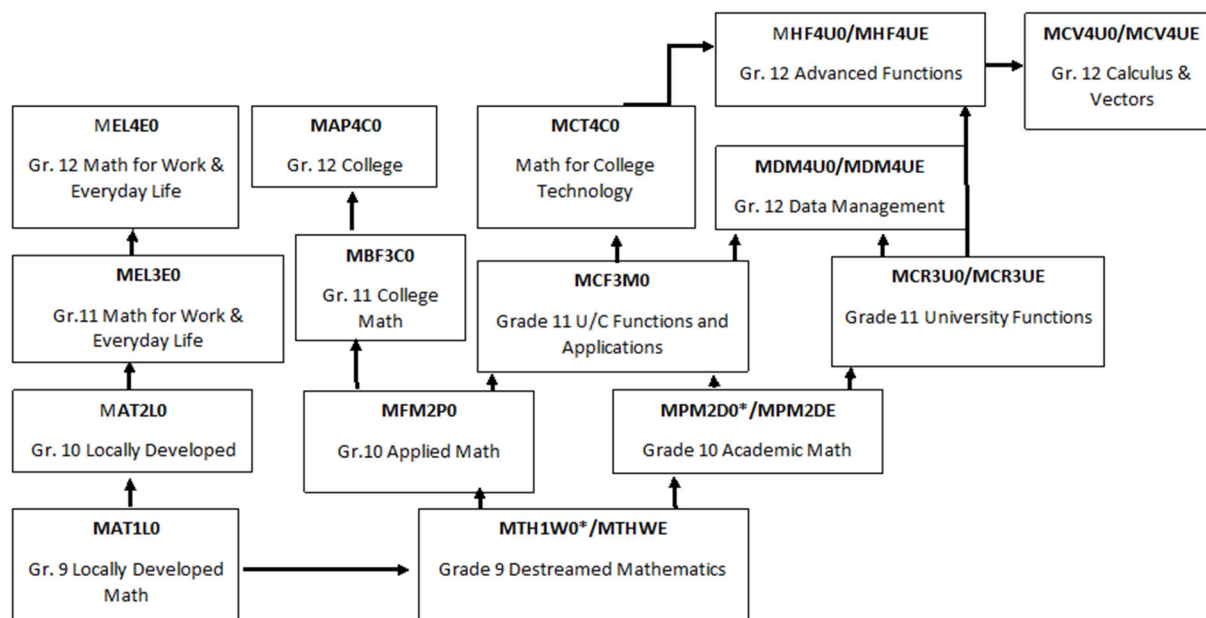 MHF4U0/MHF4UE
Gr. 12 Advanced Functions
MCV4U0/MCV4UE
Gr. 12 Calculus &
Vectors
MEL4E0
Gr. 12 Math for Work &
Everyday Life
MAP4C0
Gr. 12 College
MCT4C0
Math for College
Technology
MDM4U0/MDM4UE
Gr. 12 Data Management
MEL3E0
Gr.11 Math for Work &
Everyday Life
MBF3C0
Gr. 11 College
Math
MCF3M0
Grade 11 U/C Functions and
Applications
MCR3U0/MCR3UE
Grade 11 University Functions
MAT2L0
Gr. 10 Locally Developed
MFM2P0
Gr.10 Applied Math
MPM2D0*/MPM2DE
Grade 10 Academic Math
MAT1L0
Gr. 9 Locally Developed
Math
MTH1W0*/MTHWE
Grade 9 Destreamed Mathematics